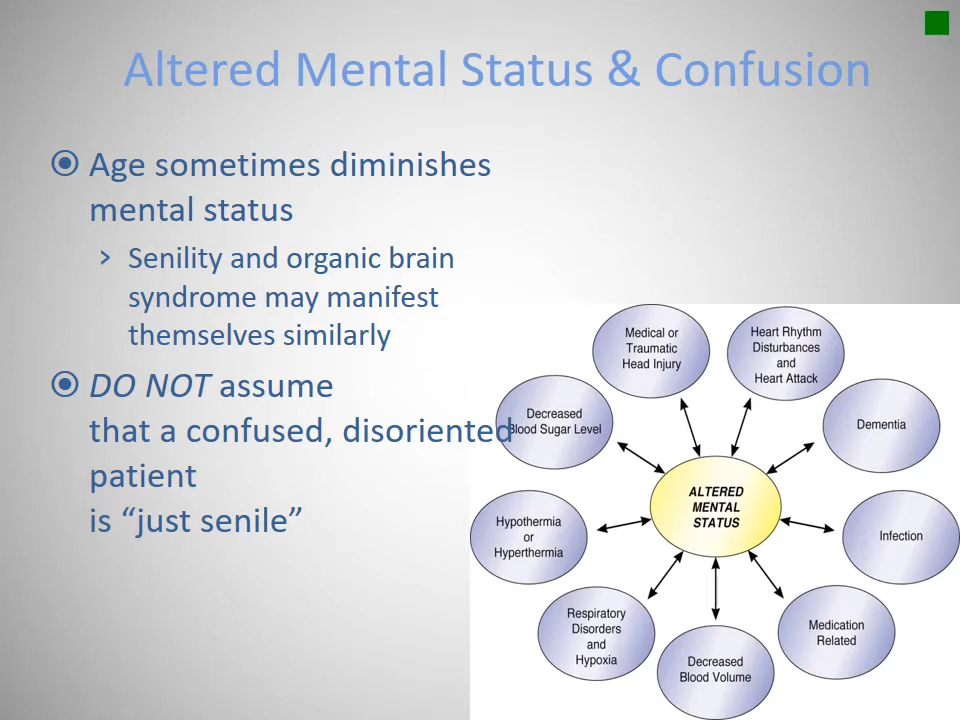 Altered Mental Status & Confusion
Age sometimes diminishes
mental status
Senility and organic brain
syndrome may manifest
themselves similarly
DO NOT assume
that a confused, disoriented
patient
is “just senile”
Medical or
Traumatic
Head Injury
Heart Rhythm
Disturbances
and
Heart Attack
Decreased
Blood Sugar Level
Dementia
ALTERED
MENTAL
STATUS
Hypothermia
or
Hyperthermia
Infection
Respiratory
Disorders
and
Hypoxia
Medication
Related
Decreased
Blood Volume